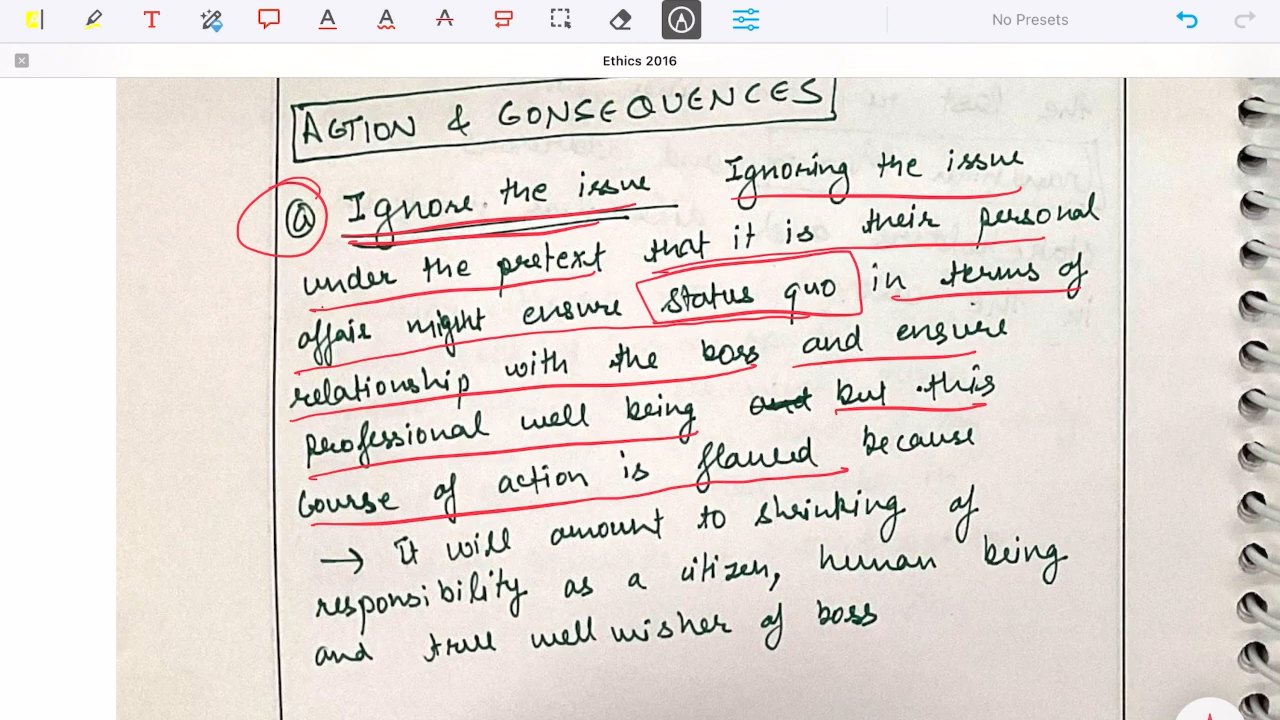 No Presets
Ethics 2016
ACTION & CONSEQUENCES
a Ignore the issue Ignoring the issue
under the pretext that it is their personal
affair might ensure status quo in terms of
relationship with the boss and ensure
professional well being and but this
Course of action is flawed because
→ It will amount to shrinking of
responsibility as a citizen, human being
and true well wisher of boss